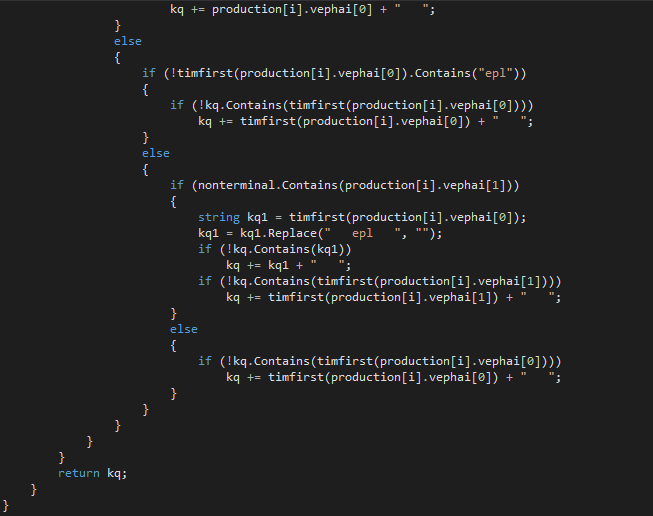 kq += production[i].vephai[0] + "   ";
}
else
{
if (!timfirst(production[i].vephai[0]).Contains("epl"))
{
if (!kq.Contains(timfirst(production[i].vephai[0])))
kq += timfirst(production[i].vephai[0]) + "   ";
}
else
{
if (nonterminal.Contains(production[i].vephai[1]))
{
string kq1 = timfirst(production[i].vephai[0]);
kq1 = kq1.Replace("   epl   ", "");
if (!kq.Contains(kq1))
kq += kq1 + "   ";
if (!kq.Contains(timfirst(production[i].vephai[1])))
kq += timfirst(production[i].vephai[1]) + "   ";
}
else
{
if (!kq.Contains(timfirst(production[i].vephai[0])))
kq += timfirst(production[i].vephai[0]) + "   ";
}
}
}
}
}
return kq;
}
}